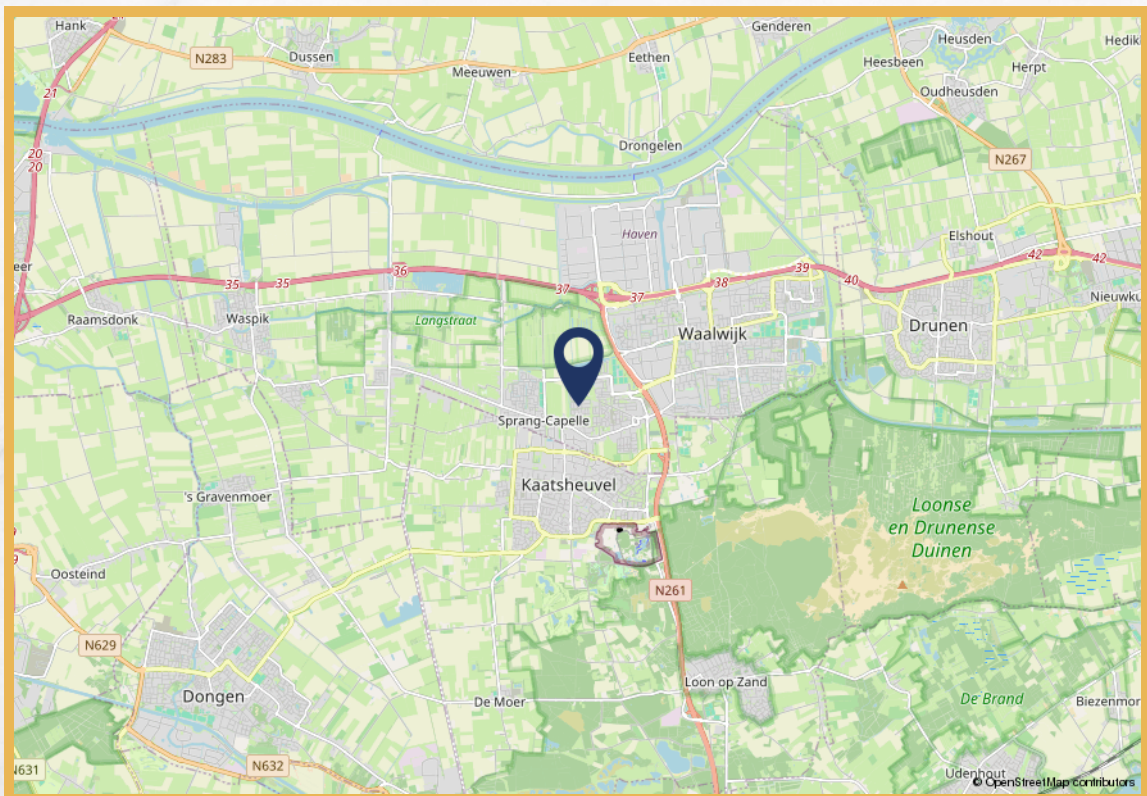 Hank
21
N283
Dussen
Meeuwen
Eethen
Genderen
Heesbeen
Heusden
Hedik
Herpt
Oudheusden
21
20
20
Drongelen
N267
Haven
Elshout
eer
35
35
36
37
37
38
39
40
42
42
Nieuwku
Raamsdonk
Waspik
Langstraat
Waalwijk
Drunen
Sprang-Capelle
Kaatsheuvel
's Gravenmoer
Loonse
en Drunense
Duinen
Oosteind
N261
N629
Dongen
De Moer
Loon op Zand
De Brand
Biezenmor
N631
N632
Udenhout
© OpenStreetMap contributors